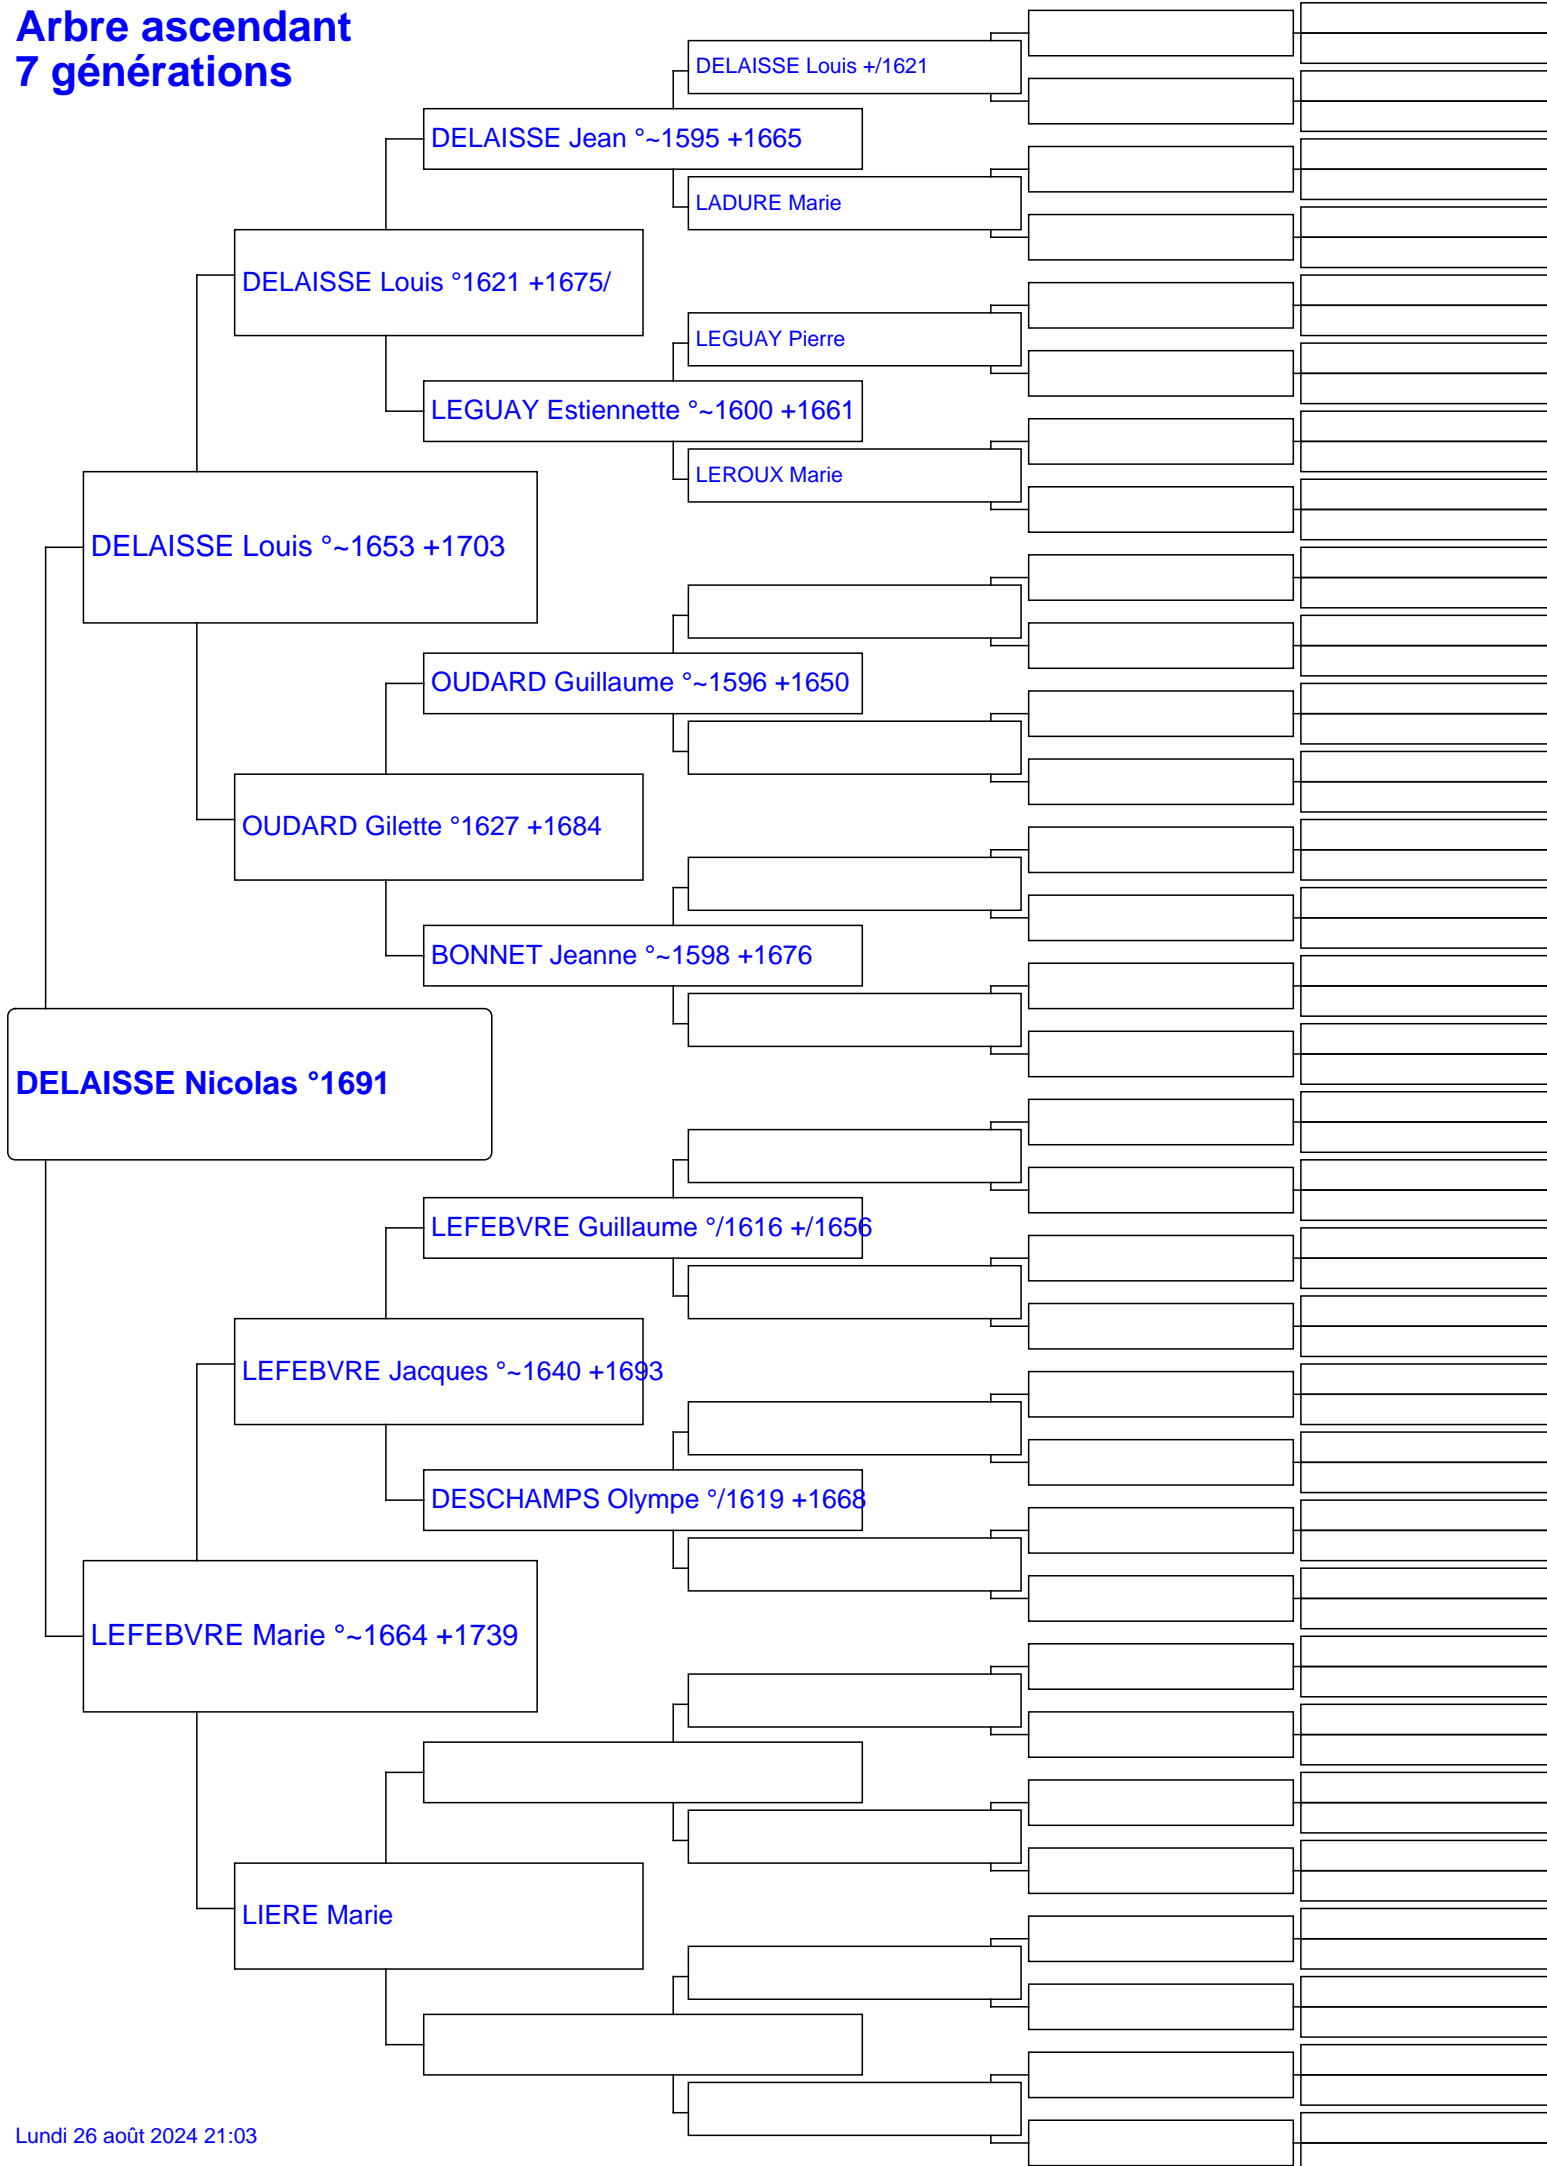 Arbre ascendant
7 générations
DELAISSE Louis +/1621
DELAISSE Jean °~1595 +1665
LADURE Marie
DELAISSE Louis °1621 +1675/
LEGUAY Pierre
LEGUAY Estiennette °~1600 +1661
LEROUX Marie
DELAISSE Louis °~1653 +1703
OUDARD Guillaume °~1596 +1650
OUDARD Gilette °1627 +1684
BONNET Jeanne °~1598 +1676
DELAISSE Nicolas °1691
LEFEBVRE Guillaume °/1616 +/1656
LEFEBVRE Jacques °~1640 +1693
DESCHAMPS Olympe °/1619 +1668
LEFEBVRE Marie °~1664 +1739
LIERE Marie
Lundi 26 août 2024 21:03